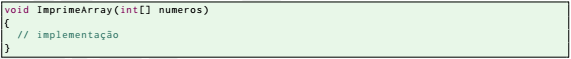 void ImprimeArray(int[] numeros)
{
// implementação
}